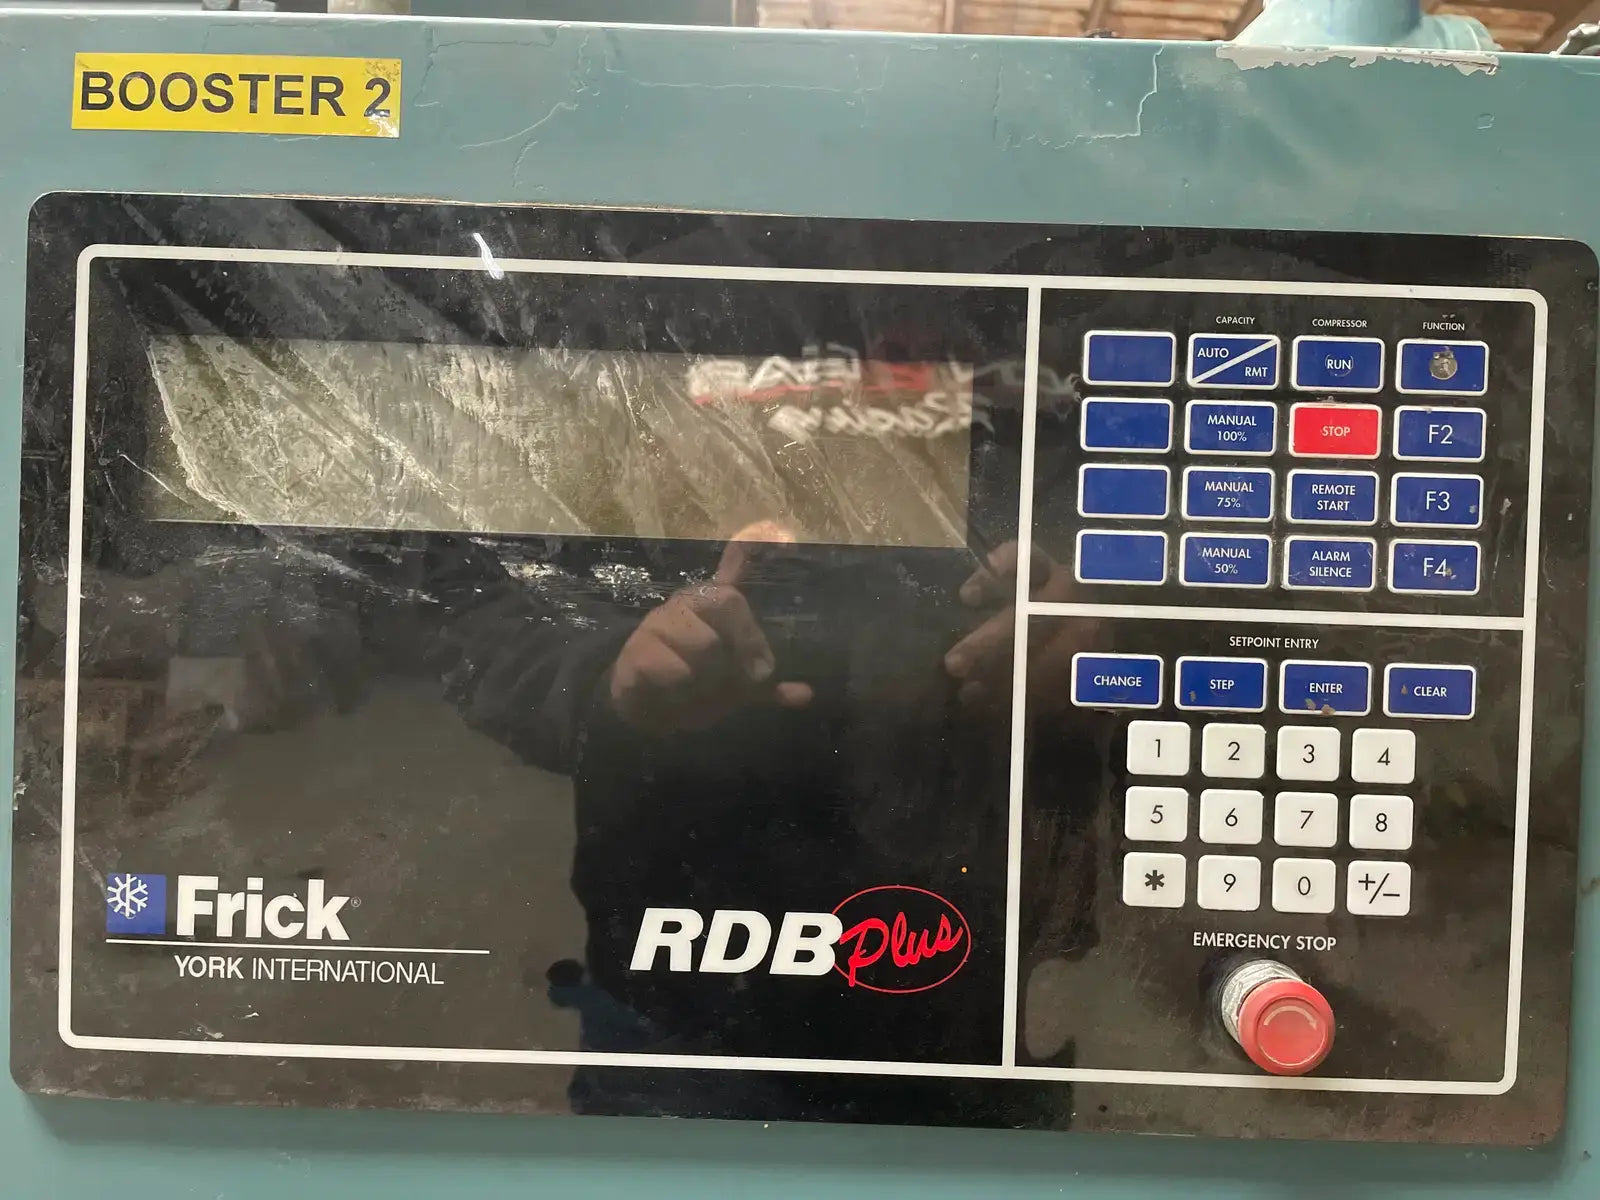 BOOSTER 2
CAPACITY
COMPRESSOR
FUNCTION
AUTO
RMT
RUN
MANUAL
100%
STOP
F2
MANUAL
75%
REMOTE
START
F3
MANUAL
50%
ALARM
SILENCE
F4
SETPOINT ENTRY
CHANGE
STEP
ENTER
CLEAR
1 2 3 4
5 6 7 8
* 9 0 +/-
EMERGENCY STOP
Frick®
YORK INTERNATIONAL
RDB Plus